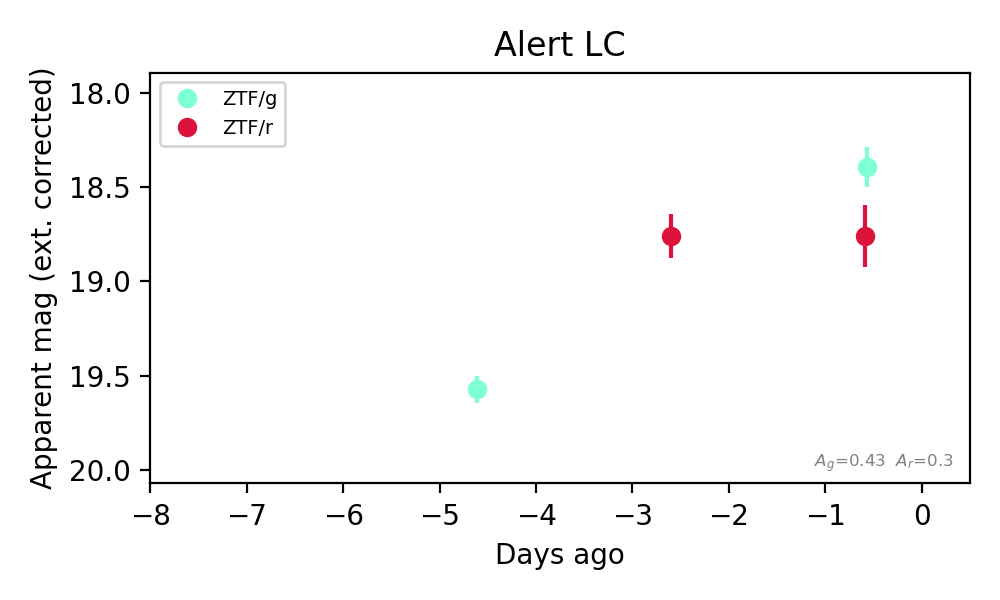 Alert LC
Apparent mag (ext. corrected)
18.0
18.5
19.0
19.5
20.0
ZTF/g
ZTF/r
A_g=0.43 A_r=0.3
−8 −7 −6 −5 −4 −3 −2 −1 0
Days ago